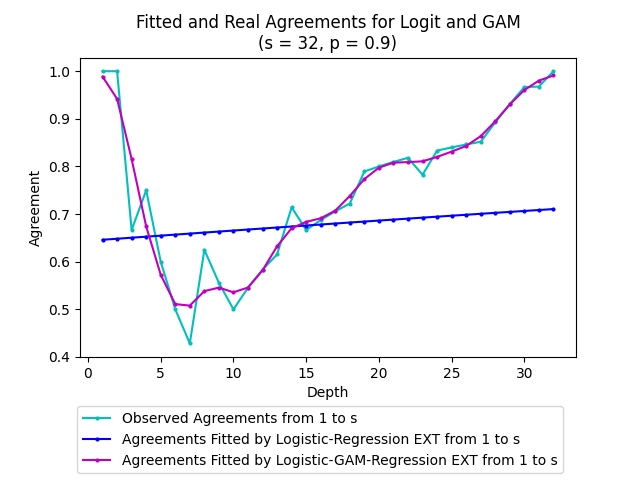 Fitted and Real Agreements for Logit and GAM
(s = 32, p = 0.9)
1.0
0.9
0.8
0.7
0.6
0.5
0.4
Agreement
0 5 10 15 20 25 30
Depth
Observed Agreements from 1 to s
Agreements Fitted by Logistic-Regression EXT from 1 to s
Agreements Fitted by Logistic-GAM-Regression EXT from 1 to s